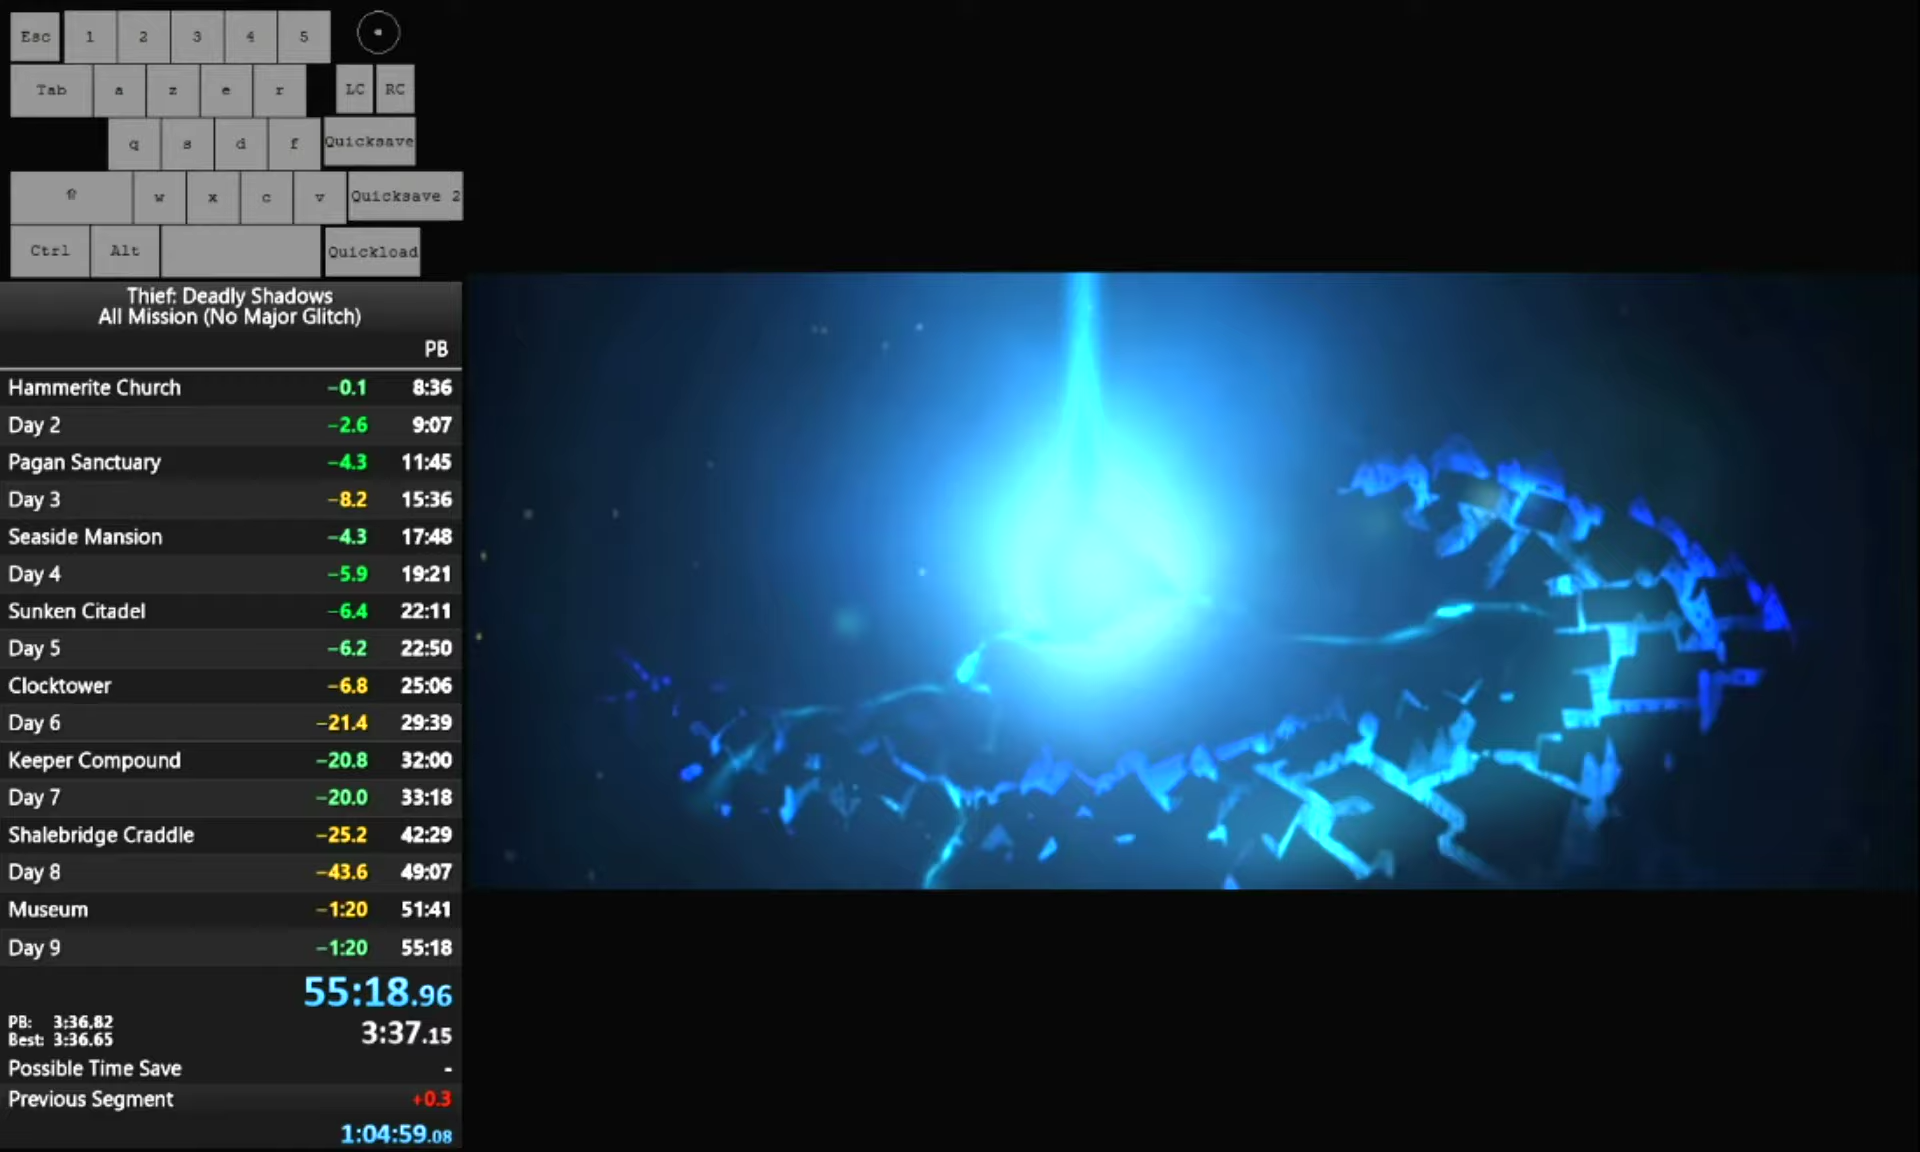 Esc 1 2 3 4 5
Tab a z e r LC RC
q s d f Quicksave
⇧ w x c v Quicksave 2
Ctrl Alt Quickload
Thief: Deadly Shadows
All Mission (No Major Glitch)
PB
Hammerite Church −0.1 8:36
Day 2 −2.6 9:07
Pagan Sanctuary −4.3 11:45
Day 3 −8.2 15:36
Seaside Mansion −4.3 17:48
Day 4 −5.9 19:21
Sunken Citadel −6.4 22:11
Day 5 −6.2 22:50
Clocktower −6.8 25:06
Day 6 −21.4 29:39
Keeper Compound −20.8 32:00
Day 7 −20.0 33:18
Shalebridge Craddle −25.2 42:29
Day 8 −43.6 49:07
Museum −1:20 51:41
Day 9 −1:20 55:18
55:18.96
PB: 3:36.82
Best: 3:36.65
3:37.15
Possible Time Save -
Previous Segment +0.3
1:04:59.08